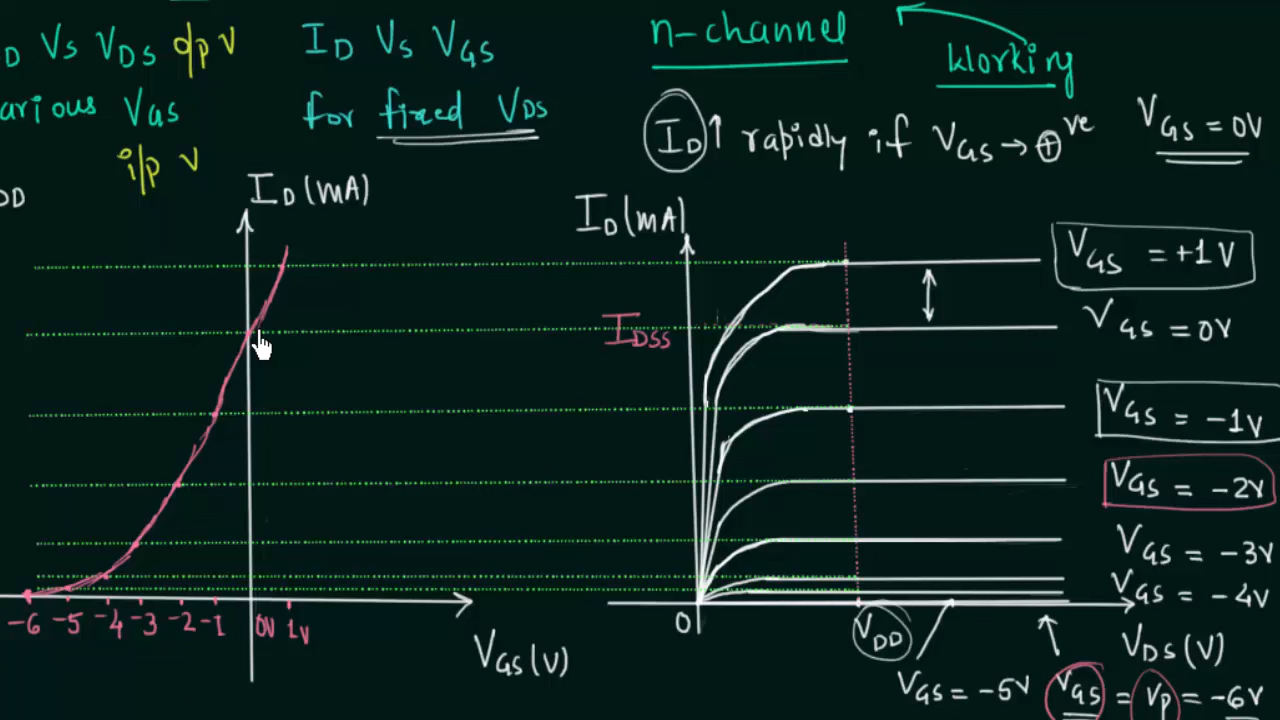 D Vs VDS o/p v
arious VGS
i/p v
DD
ID Vs VGS
for fixed VDS
n-channel
Working
ID↑ rapidly if VGS → ⊕ve
VGS = 0V
ID (mA)
-6 -5 -4 -3 -2 -1 0V 1V
VGS (V)
ID (mA)
IDSS
VGS = +1V
VGS = 0V
VGS = -1V
VGS = -2V
VGS = -3V
VGS = -4V
0
VDD
VDS (V)
VGS = -5V
VGS = Vp = -6V